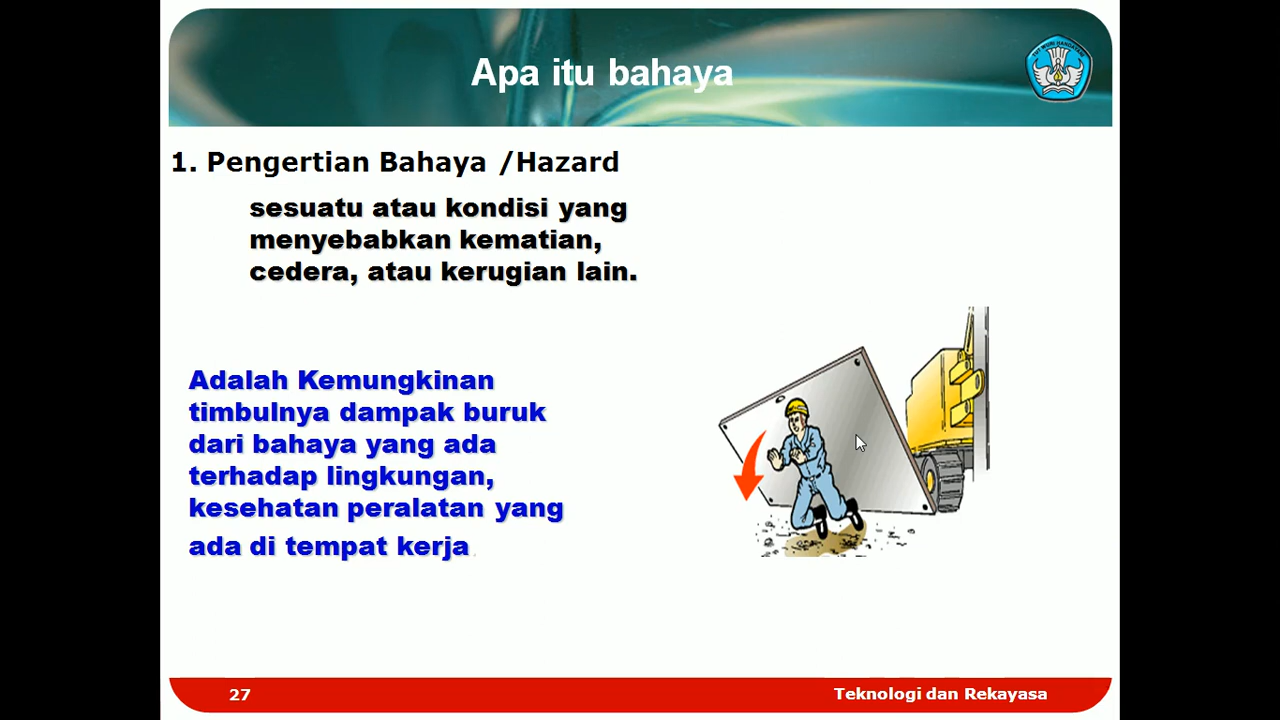 Apa itu bahaya
1. Pengertian Bahaya /Hazard
sesuatu atau kondisi yang
menyebabkan kematian,
cedera, atau kerugian lain.
Adalah Kemungkinan
timbulnya dampak buruk
dari bahaya yang ada
terhadap lingkungan,
kesehatan peralatan yang
ada di tempat kerja
27
Teknologi dan Rekayasa